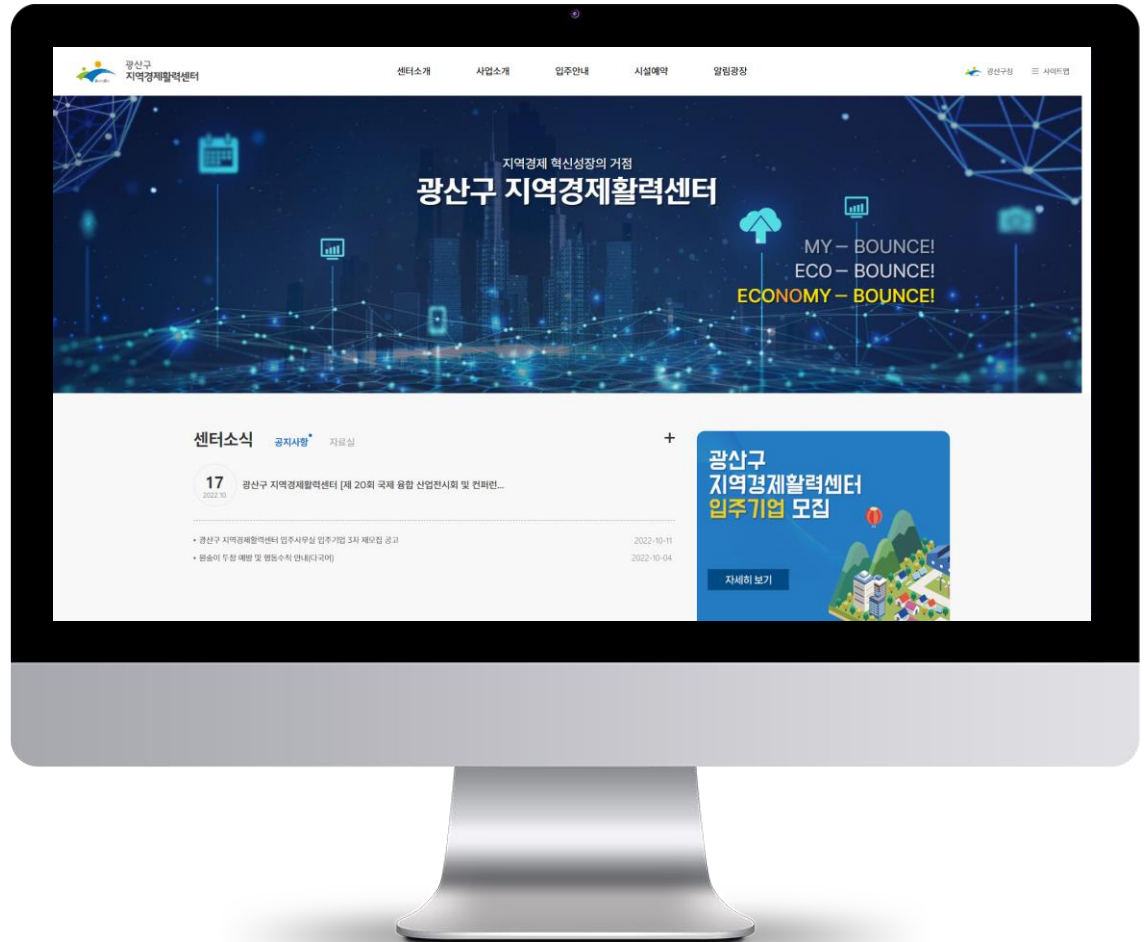 광산구
지역경제활력센터
센터소개
사업소개
입주안내
시설예약
알림광장
광산구청
사이트맵
지역경제 혁신성장의 거점
광산구 지역경제활력센터
MY – BOUNCE!
ECO – BOUNCE!
ECONOMY – BOUNCE!
센터소식
공지사항
자료실
+
17
2022.10
광산구 지역경제활력센터 [제 20회 국제 융합 산업전시회 및 컨퍼런...
• 광산구 지역경제활력센터 입주사무실 입주기업 3차 재모집 공고
2022-10-11
• 원숭이 두창 예방 및 행동수칙 안내(다국어)
2022-10-04
광산구
지역경제활력센터
입주기업 모집
자세히 보기